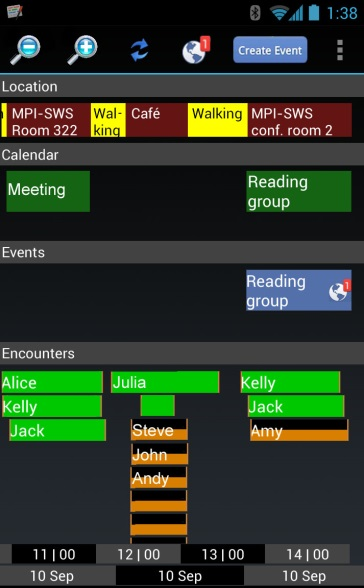 1:38
1
Create Event
Location
MPI-SWS
Room 322
Wal-
king
Café
Walking
MPI-SWS
conf. room 2
Calendar
Meeting
Reading
group
Events
Reading
group
1
Encounters
Alice
Julia
Kelly
Kelly
Jack
Jack
Steve
Amy
John
Andy
11 | 00
12 | 00
13 | 00
14 | 00
10 Sep
10 Sep
10 Sep